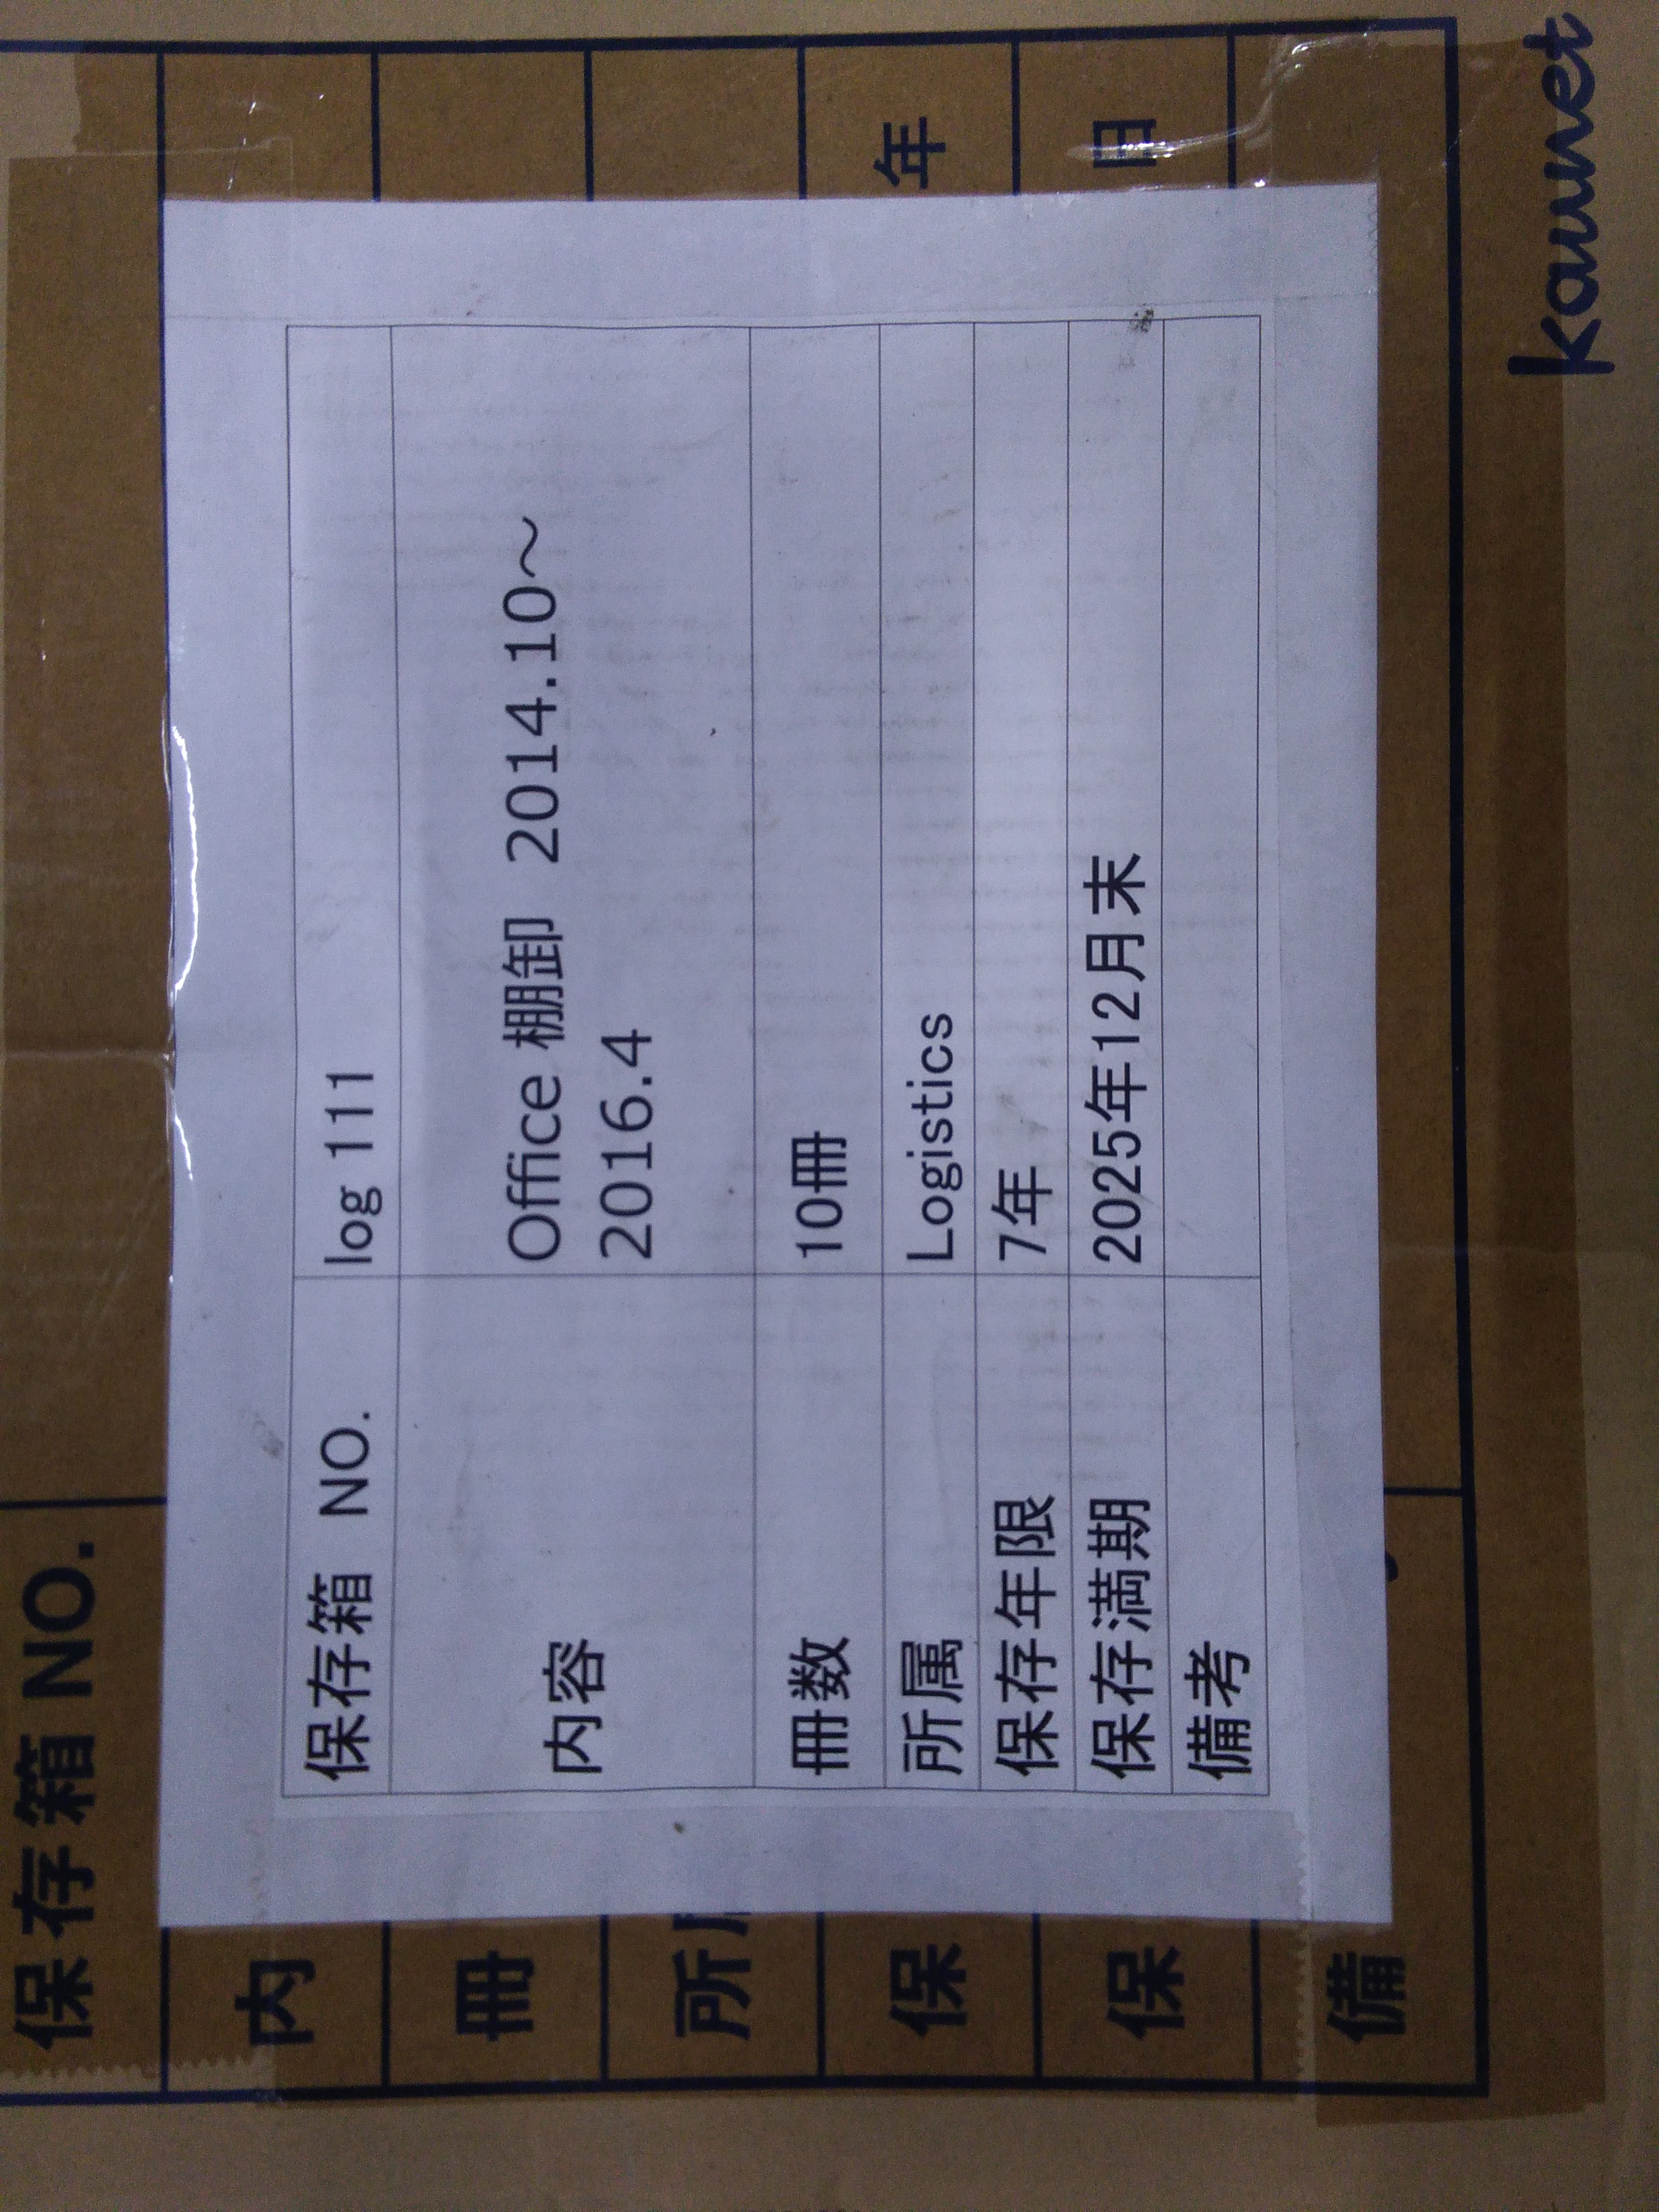 保存箱 NO.
保存箱 NO. log 111
内容 Office 棚卸 2014.10～
2016.4
冊数 10冊
所属 Logistics
保存年限 7年
保存満期 2025年12月末
備考
内
冊
所
保 年
保 月
備
kaunet